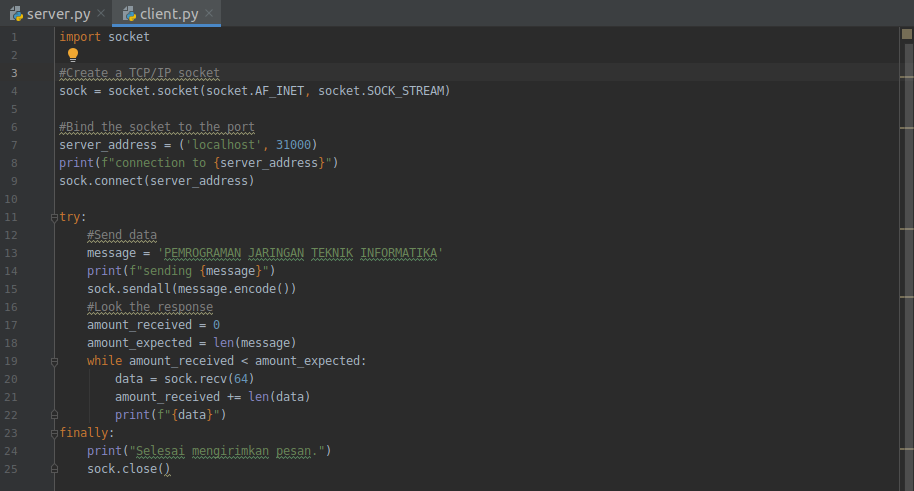 server.py × client.py ×
1 import socket
2
3 #Create a TCP/IP socket
4 sock = socket.socket(socket.AF_INET, socket.SOCK_STREAM)
5
6 #Bind the socket to the port
7 server_address = ('localhost', 31000)
8 print(f"connection to {server_address}")
9 sock.connect(server_address)
10
11 try:
12     #Send data
13     message = 'PEMROGRAMAN JARINGAN TEKNIK INFORMATIKA'
14     print(f"sending {message}")
15     sock.sendall(message.encode())
16     #Look the response
17     amount_received = 0
18     amount_expected = len(message)
19     while amount_received < amount_expected:
20         data = sock.recv(64)
21         amount_received += len(data)
22         print(f"{data}")
23 finally:
24     print("Selesai mengirimkan pesan.")
25     sock.close()